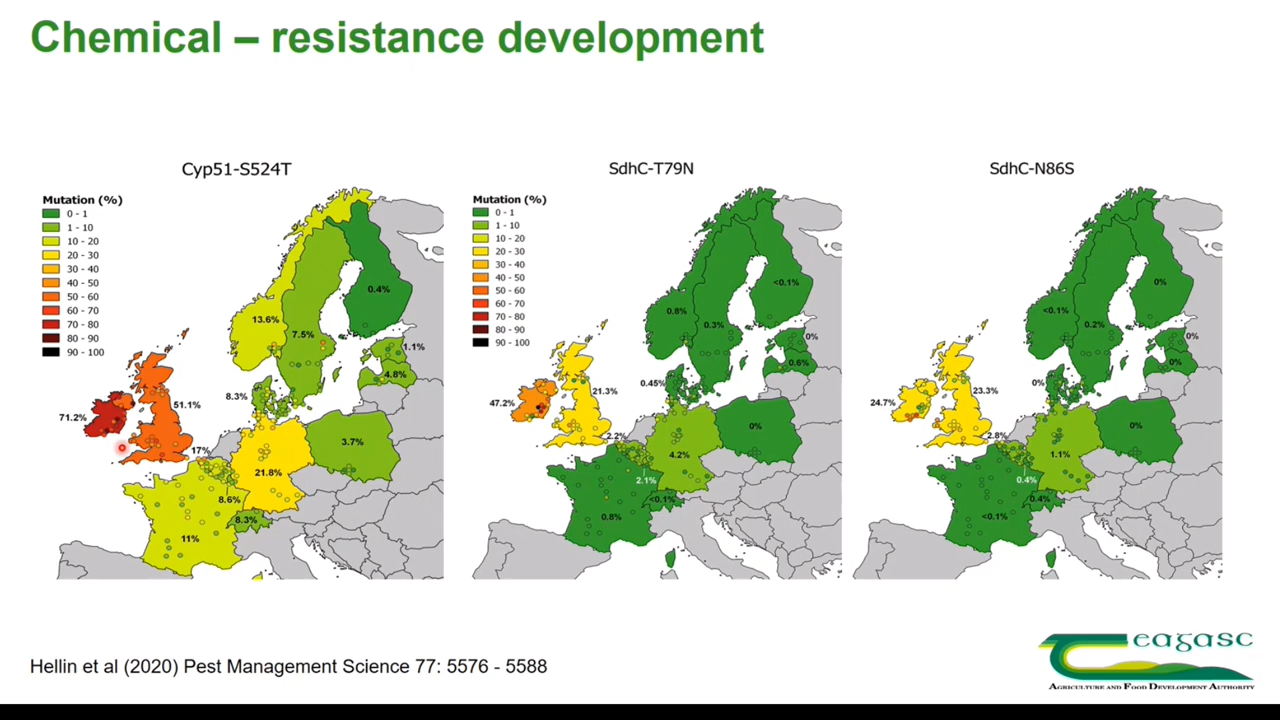 Chemical – resistance development
Cyp51-S524T
Mutation (%)
0 - 1
1 - 10
10 - 20
20 - 30
30 - 40
40 - 50
50 - 60
60 - 70
70 - 80
80 - 90
90 - 100
0.4%
13.6%
7.5%
1.1%
4.8%
8.3%
71.2%
51.1%
17%
3.7%
21.8%
8.6%
8.3%
11%
SdhC-T79N
Mutation (%)
0 - 1
1 - 10
10 - 20
20 - 30
30 - 40
40 - 50
50 - 60
60 - 70
70 - 80
80 - 90
90 - 100
<0.1%
0.8%
0.3%
0%
0.6%
0.45%
47.2%
21.3%
2.2%
0%
4.2%
2.1%
<0.1%
0.8%
SdhC-N86S
0%
<0.1%
0.2%
0%
0%
0%
24.7%
23.3%
2.8%
0%
1.1%
0.4%
0.4%
<0.1%
Hellin et al (2020) Pest Management Science 77: 5576 - 5588
Teagasc
Agriculture and Food Development Authority